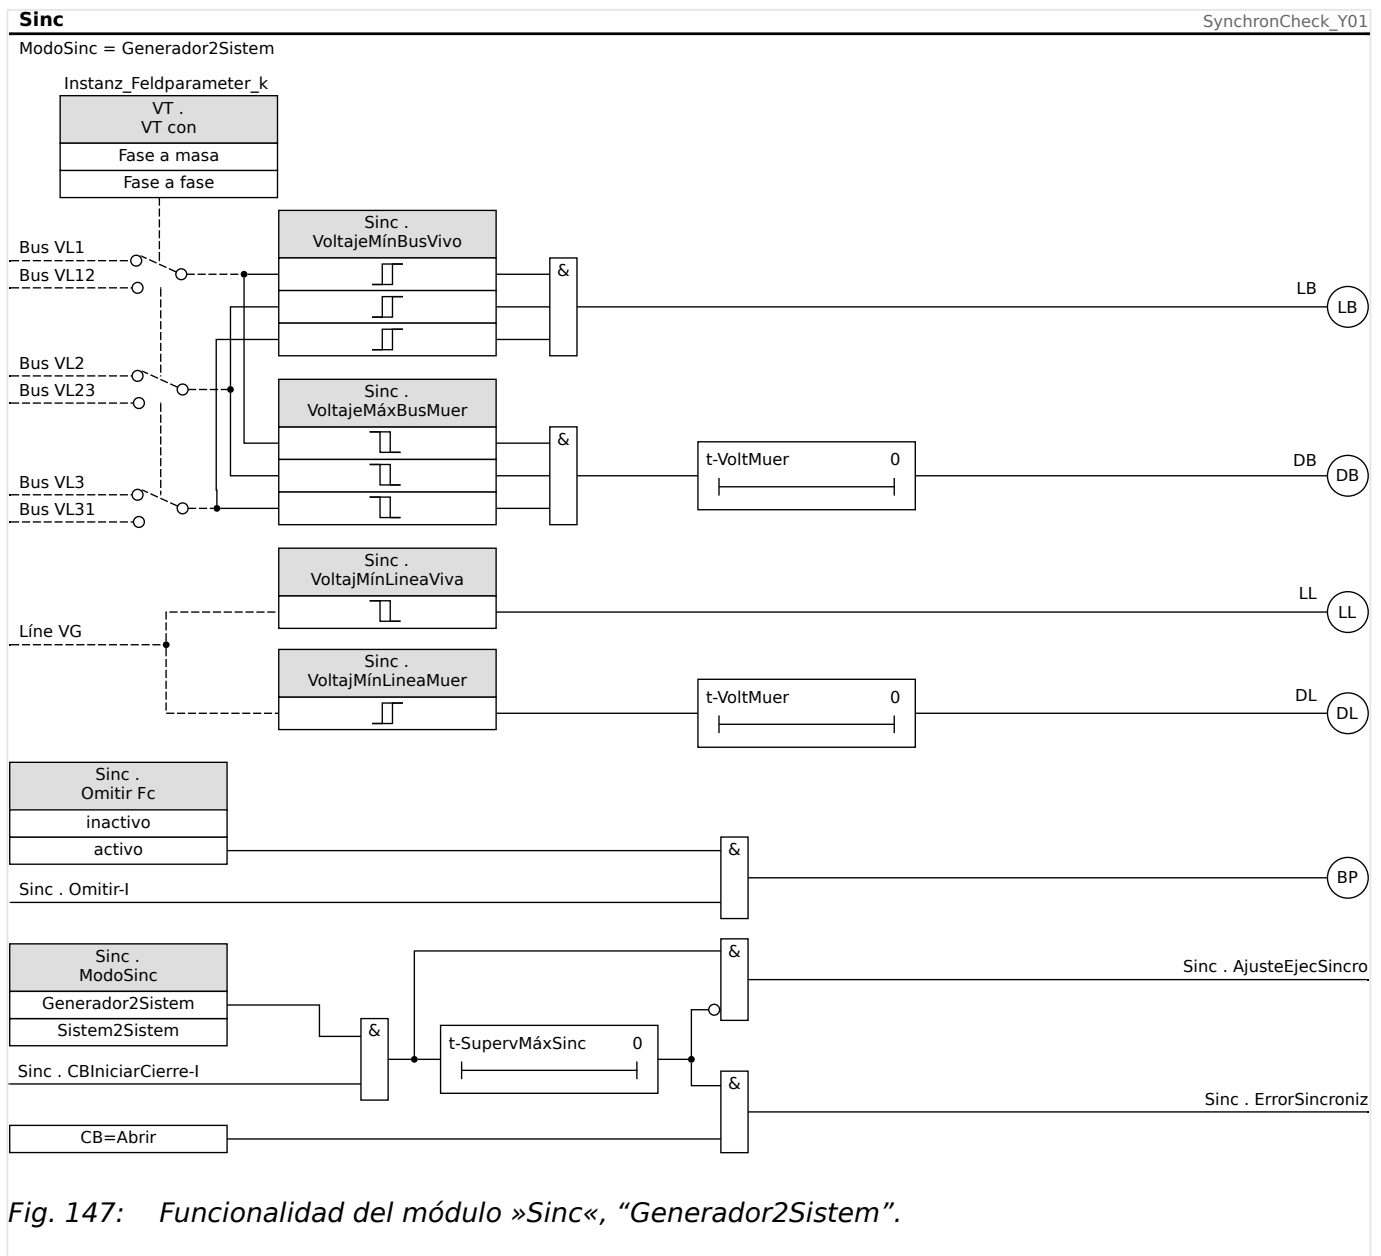 Sinc
SynchronCheck_Y01
ModoSinc = Generador2Sistem
Instanz_Feldparameter_k
VT .
VT con
Fase a masa
Fase a fase
Sinc .
VoltajeMínBusVivo
Bus VL1
Bus VL12
&
LB
LB
Bus VL2
Bus VL23
Sinc .
VoltajeMáxBusMuer
&
t-VoltMuer 0
DB
DB
Bus VL3
Bus VL31
Sinc .
VoltajMínLineaViva
LL
LL
Líne VG
Sinc .
VoltajMínLineaMuer
t-VoltMuer 0
DL
DL
Sinc .
Omitir Fc
inactivo
activo
&
Sinc . Omitir-I
BP
Sinc .
ModoSinc
Generador2Sistem
Sistem2Sistem
&
Sinc . AjusteEjecSincro
&
t-SupervMáxSinc 0
Sinc . CBIniciarCierre-I
&
Sinc . ErrorSincroniz
CB=Abrir
Fig. 147: Funcionalidad del módulo »Sinc«, “Generador2Sistem”.